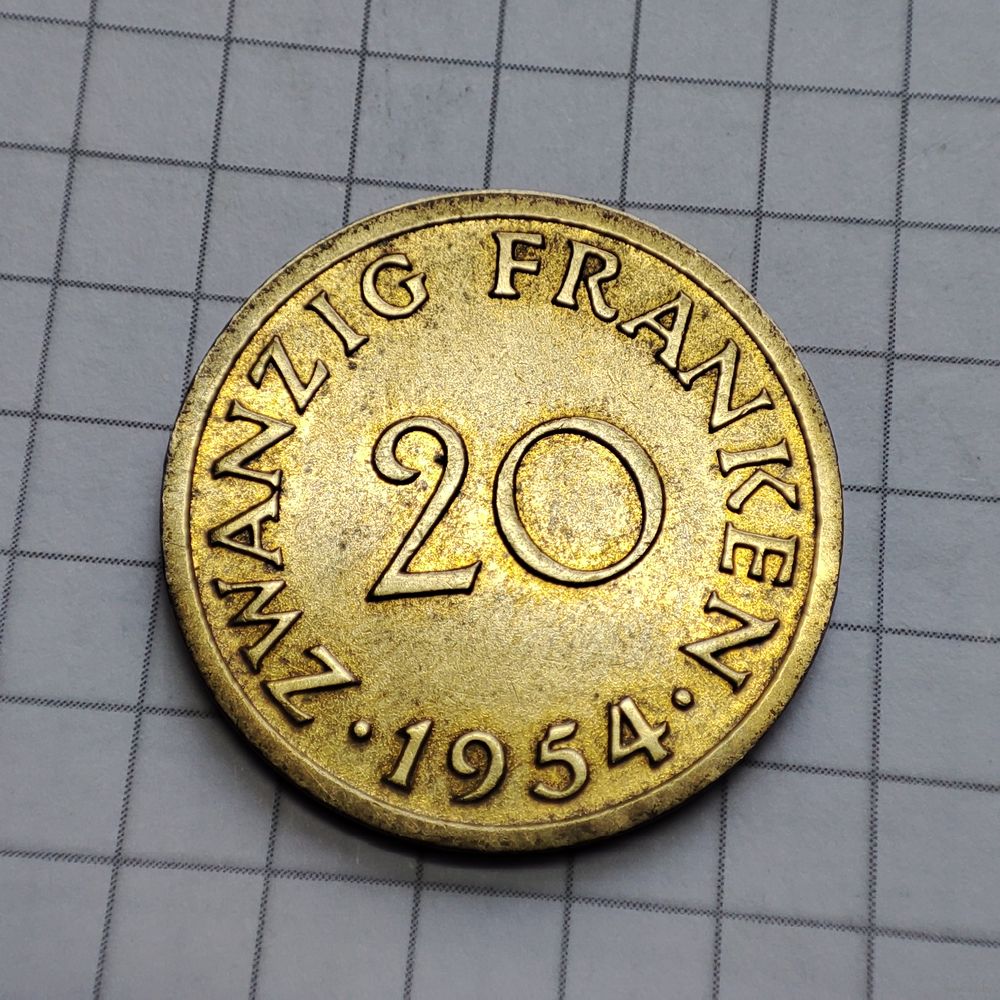 ZWANZIG FRANKEN
20
· 1954 ·